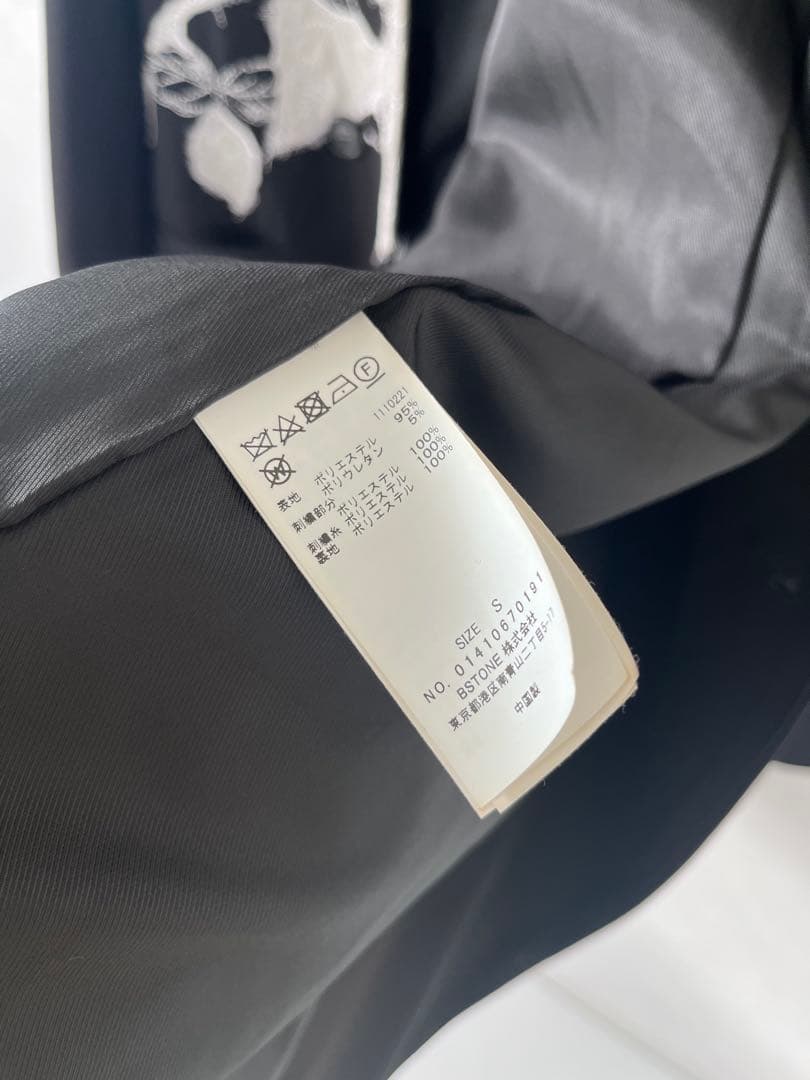 F
W
1110221
表地 ポリエステル 95%
ポリウレタン 5%
刺繍部分 ポリエステル 100%
刺繍糸 ポリエステル 100%
裏地 ポリエステル 100%
SIZE S
NO. 01410670191
BSTONE 株式会社
東京都港区南青山二丁目5-17
中国製